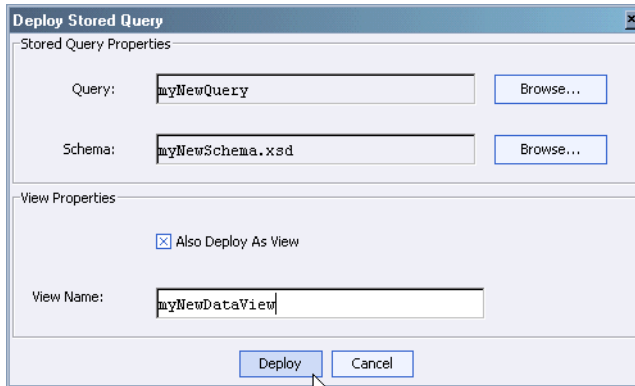 Deploy Stored Query
Stored Query Properties
Query: myNewQuery Browse...
Schema: myNewSchema.xsd Browse...
View Properties
Also Deploy As View
View Name: myNewDataView
Deploy Cancel